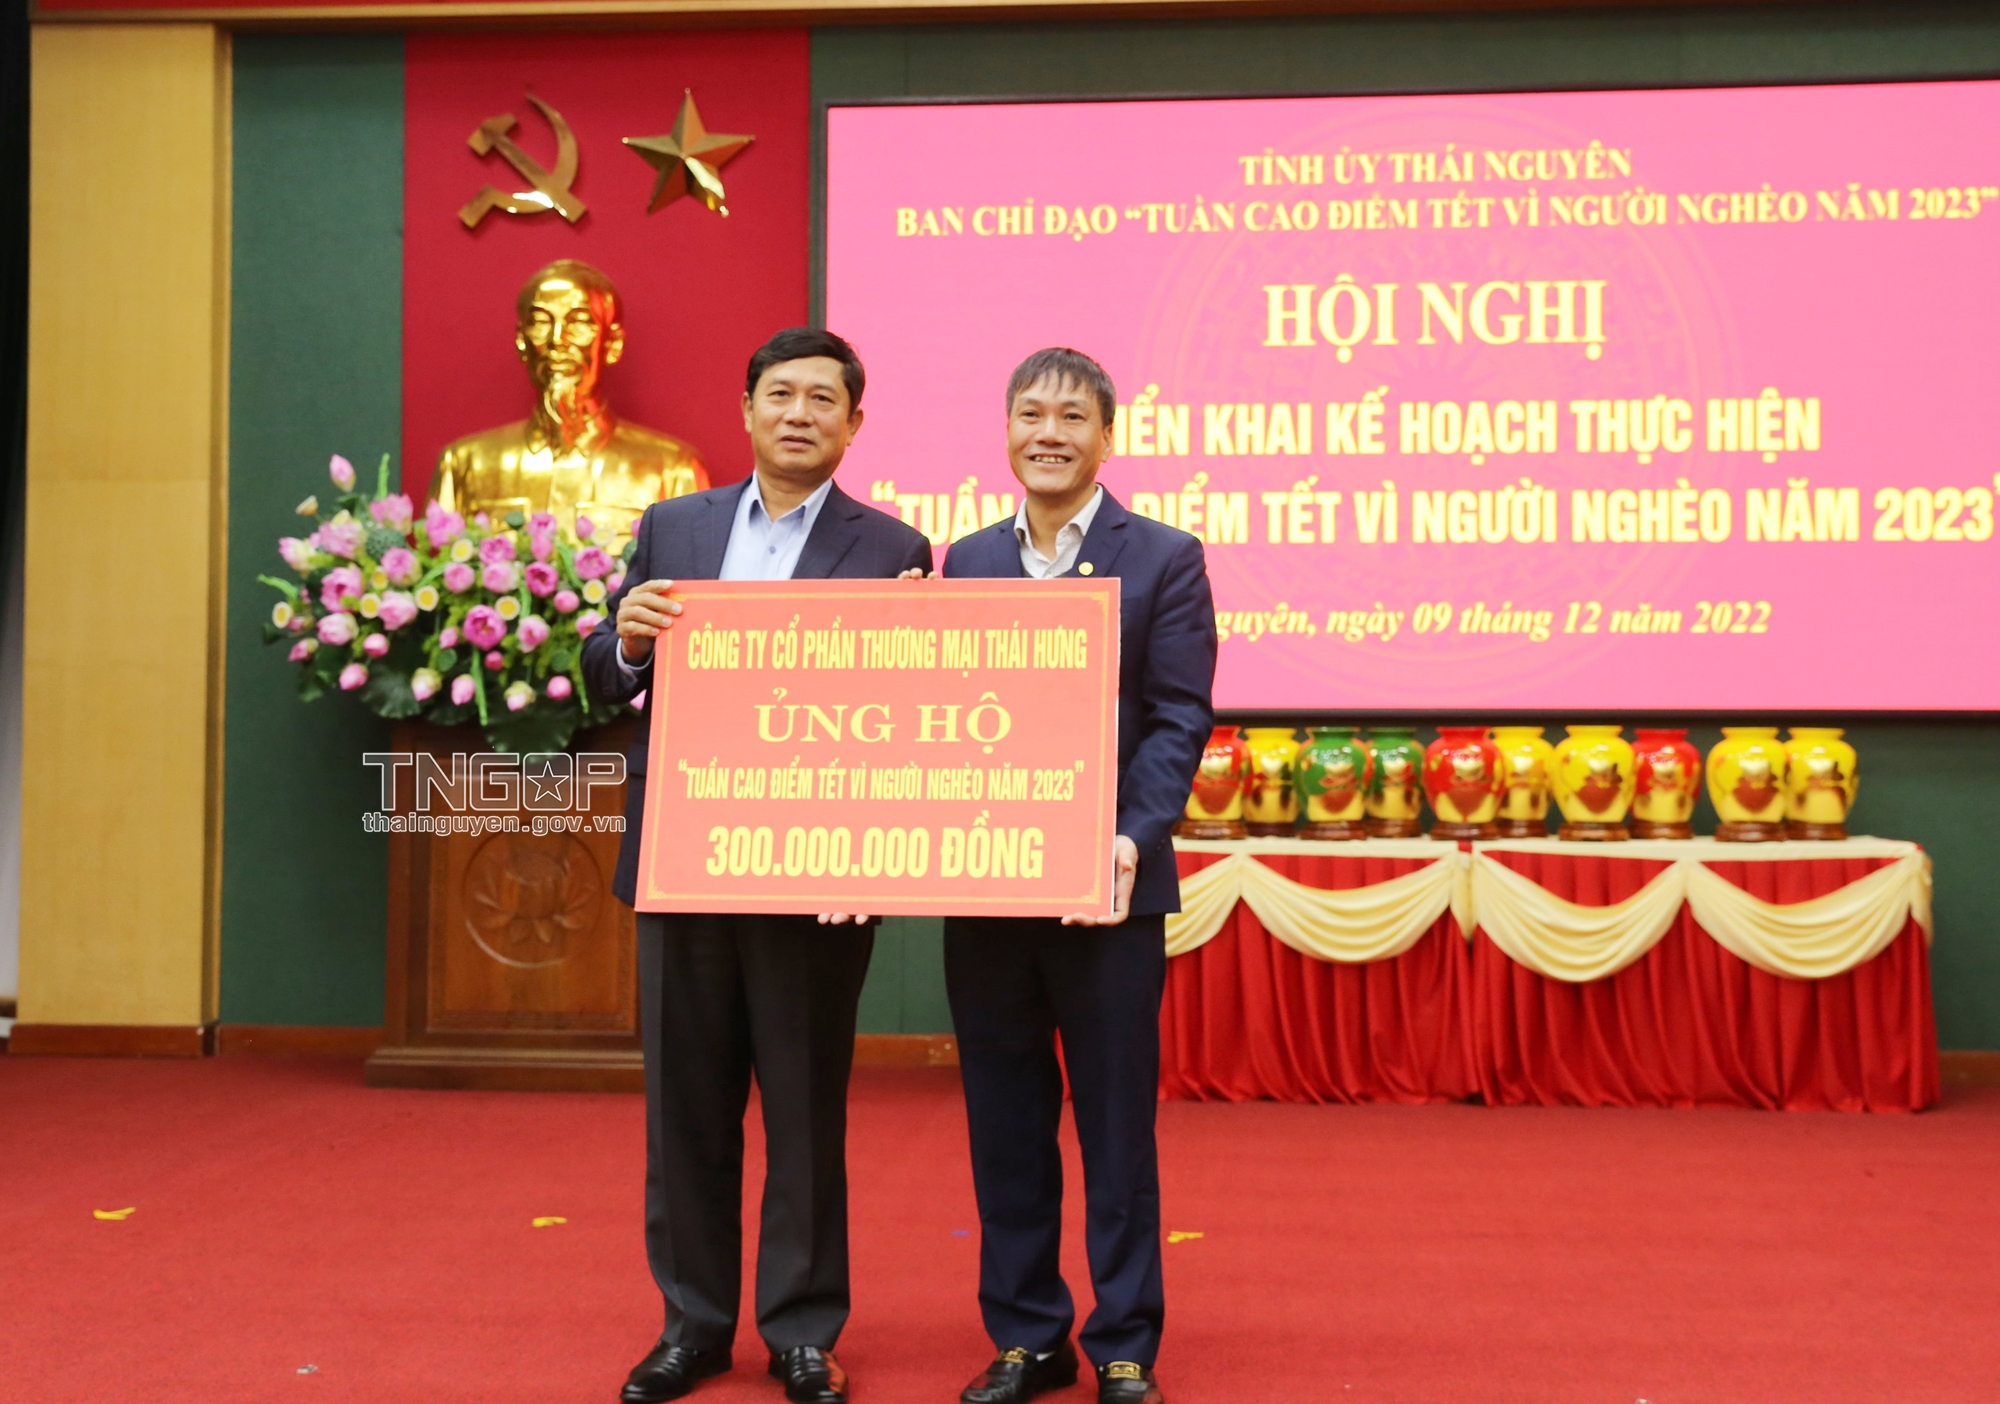 TỈNH ỦY THÁI NGUYÊN
BAN CHỈ ĐẠO “TUẦN CAO ĐIỂM TẾT VÌ NGƯỜI NGHÈO NĂM 2023”
HỘI NGHỊ
IỂN KHAI KẾ HOẠCH THỰC HIỆN
“TUẦN ĐIỂM TẾT VÌ NGƯỜI NGHÈO NĂM 2023”
guyên, ngày 09 tháng 12 năm 2022
CÔNG TY CỔ PHẦN THƯƠNG MẠI THÁI HƯNG
ỦNG HỘ
“TUẦN CAO ĐIỂM TẾT VÌ NGƯỜI NGHÈO NĂM 2023”
300.000.000 ĐỒNG
TNGOP
thainguyen.gov.vn